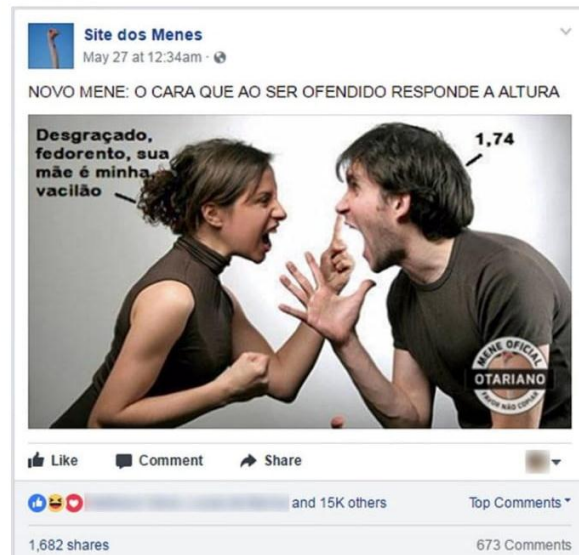 Site dos Menes
May 27 at 12:34am ·
NOVO MENE: O CARA QUE AO SER OFENDIDO RESPONDE A ALTURA
Desgraçado,
fedorento, sua
mãe é minha,
vacilão
1,74
MENE OFICIAL
OTARIANO
FAVOR NÃO COPIAR
Like Comment Share
and 15K others Top Comments
1,682 shares 673 Comments